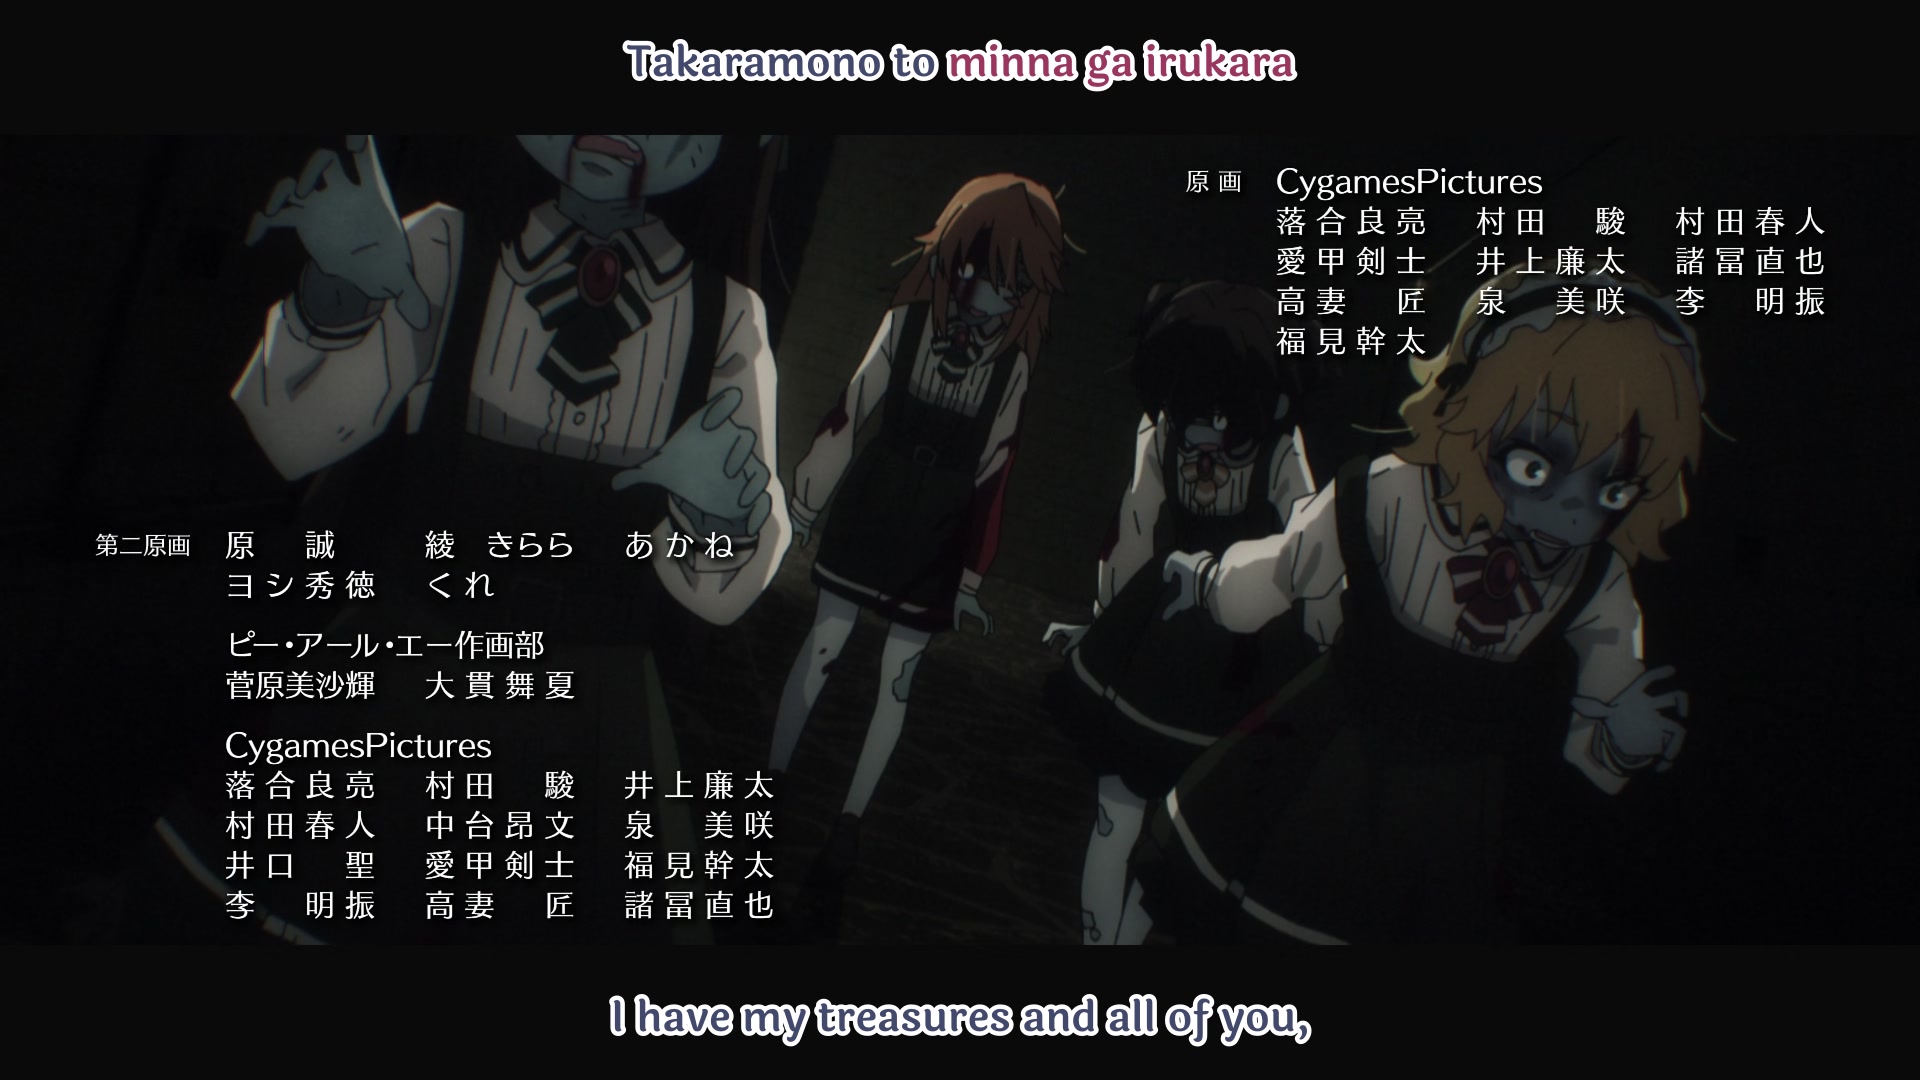 Takaramono to minna ga irukara
原画 CygamesPictures
落合良亮 村田 駿 村田春人
愛甲剣士 井上廉太 諸冨直也
高妻 匠 泉 美咲 李 明振
福見幹太
第二原画 原 誠 綾 きらら あかね
ヨシ秀徳 くれ
ピー・アール・エー作画部
菅原美沙輝 大貫舞夏
CygamesPictures
落合良亮 村田 駿 井上廉太
村田春人 中台昂文 泉 美咲
井口 聖 愛甲剣士 福見幹太
李 明振 高妻 匠 諸冨直也
I have my treasures and all of you,